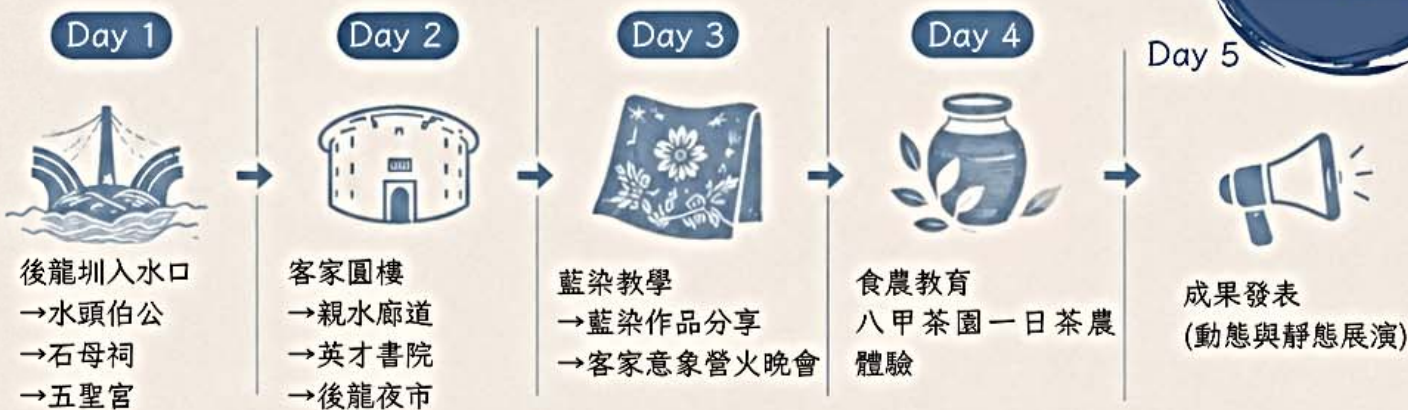 Day 1
後龍圳入水口
→水頭伯公
→石母祠
→五聖宮
Day 2
客家圓樓
→親水廊道
→英才書院
→後龍夜市
Day 3
藍染教學
→藍染作品分享
→客家意象營火晚會
Day 4
食農教育
八甲茶園一日茶農
體驗
Day 5
成果發表
(動態與靜態展演)